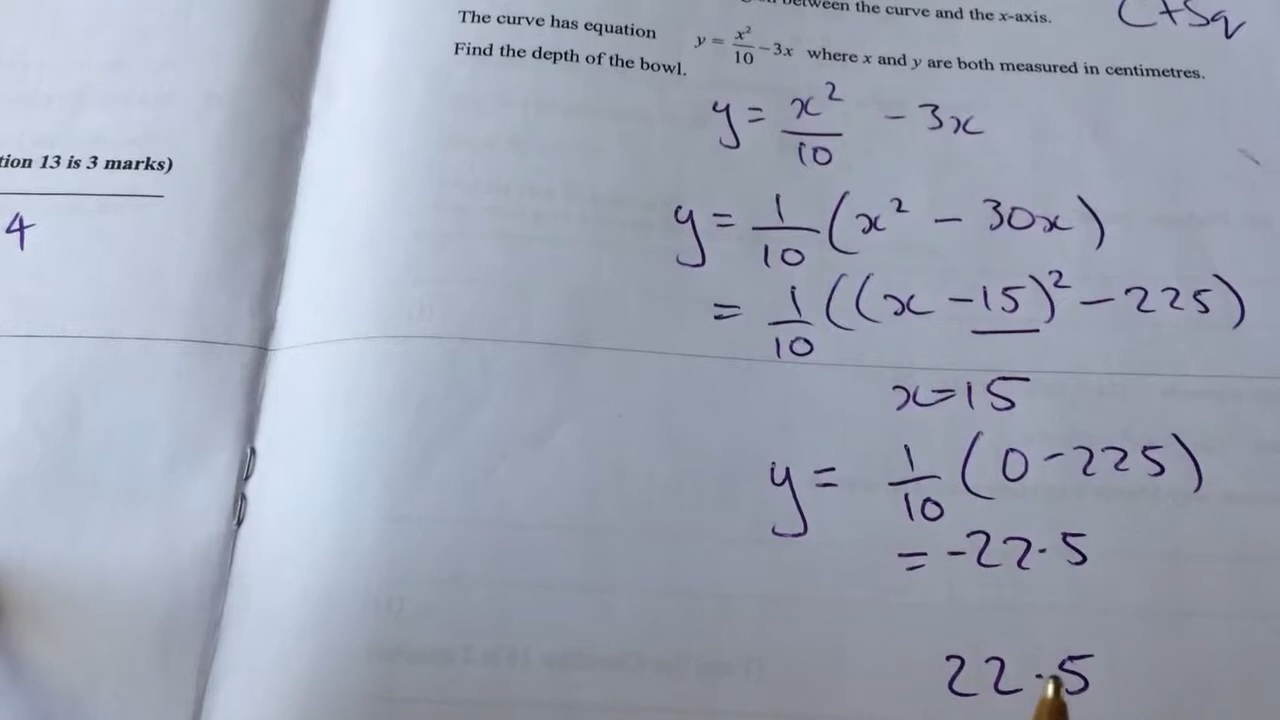 between the curve and the x-axis.
C+Sq
The curve has equation y = x²/10 − 3x where x and y are both measured in centimetres.
Find the depth of the bowl.
y = x²/10 − 3x
tion 13 is 3 marks)
4
y = 1/10 (x² − 30x)
= 1/10 ((x − 15)² − 225)
x=15
y = 1/10 (0 − 225)
= −22·5
22·5